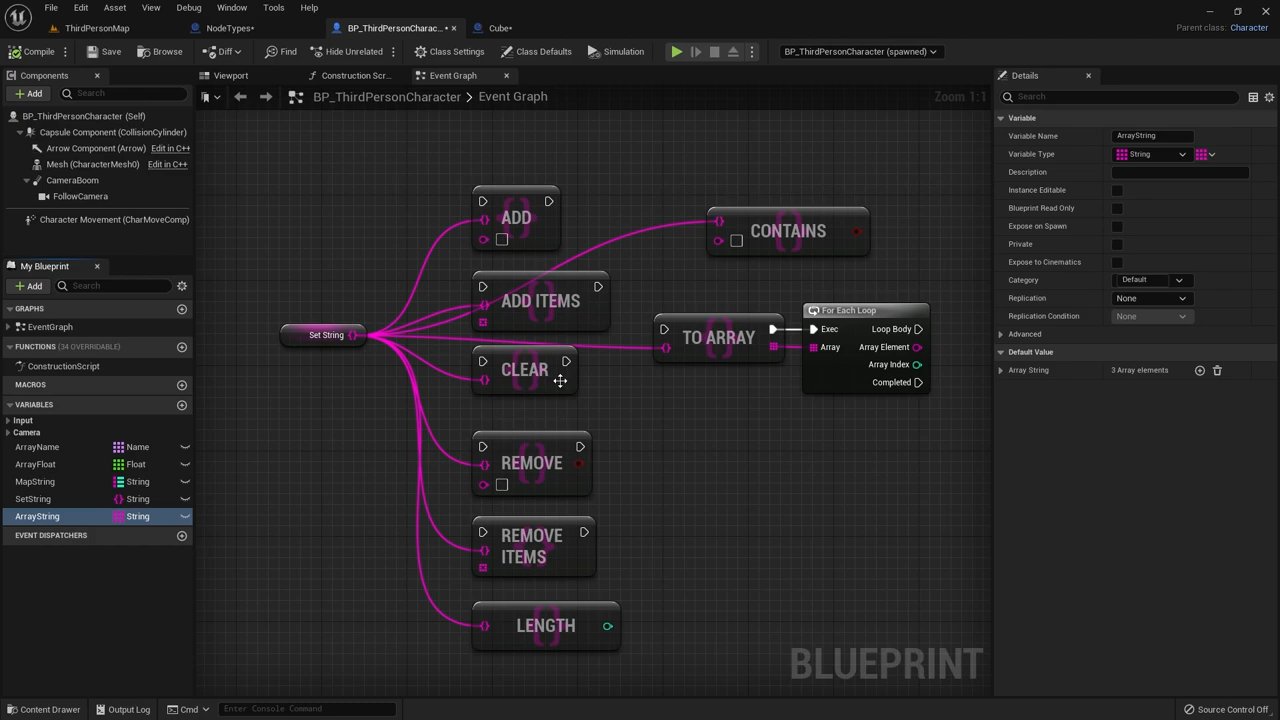 File Edit Asset View Debug Window Tools Help
ThirdPersonMap
NodeTypes*
BP_ThirdPersonCharac...*
Cube*
Parent class: Character
Compile
Save
Browse
Diff
Find
Hide Unrelated
Class Settings
Class Defaults
Simulation
BP_ThirdPersonCharacter (spawned)
Components
Add
Search
BP_ThirdPersonCharacter (Self)
Capsule Component (CollisionCylinder)
Arrow Component (Arrow) Edit in C++
Mesh (CharacterMesh0) Edit in C++
CameraBoom
FollowCamera
Character Movement (CharMoveComp)
My Blueprint
Add
Search
GRAPHS
EventGraph
FUNCTIONS (34 OVERRIDABLE)
ConstructionScript
MACROS
VARIABLES
Input
Camera
ArrayName Name
ArrayFloat Float
MapString String
SetString String
ArrayString String
EVENT DISPATCHERS
Viewport
Construction Scr...
Event Graph
BP_ThirdPersonCharacter > Event Graph
Zoom 1:1
Set String
ADD
ADD ITEMS
CLEAR
REMOVE
REMOVE
ITEMS
LENGTH
CONTAINS
TO ARRAY
For Each Loop
Exec Loop Body
Array Array Element
Array Index
Completed
BLUEPRINT
Details
Search
Variable
Variable Name ArrayString
Variable Type String
Description
Instance Editable
Blueprint Read Only
Expose on Spawn
Private
Expose to Cinematics
Category Default
Replication None
Replication Condition None
Advanced
Default Value
Array String 3 Array elements
Content Drawer
Output Log
Cmd
Enter Console Command
Source Control Off